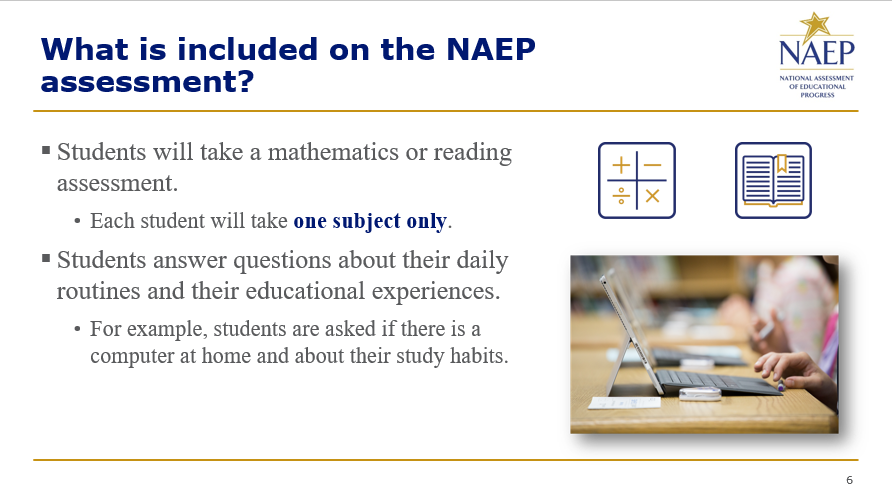 What is included on the NAEP
assessment?
NAEP
NATIONAL ASSESSMENT
OF EDUCATIONAL
PROGRESS
▪ Students will take a mathematics or reading
assessment.
• Each student will take one subject only.
▪ Students answer questions about their daily
routines and their educational experiences.
• For example, students are asked if there is a
computer at home and about their study habits.
+ −
÷ ×
6